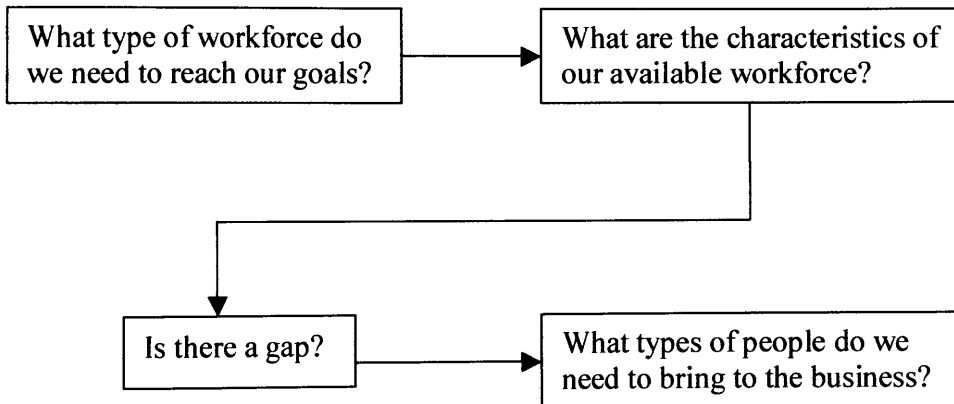 What type of workforce do
we need to reach our goals?
What are the characteristics of
our available workforce?
Is there a gap?
What types of people do we
need to bring to the business?